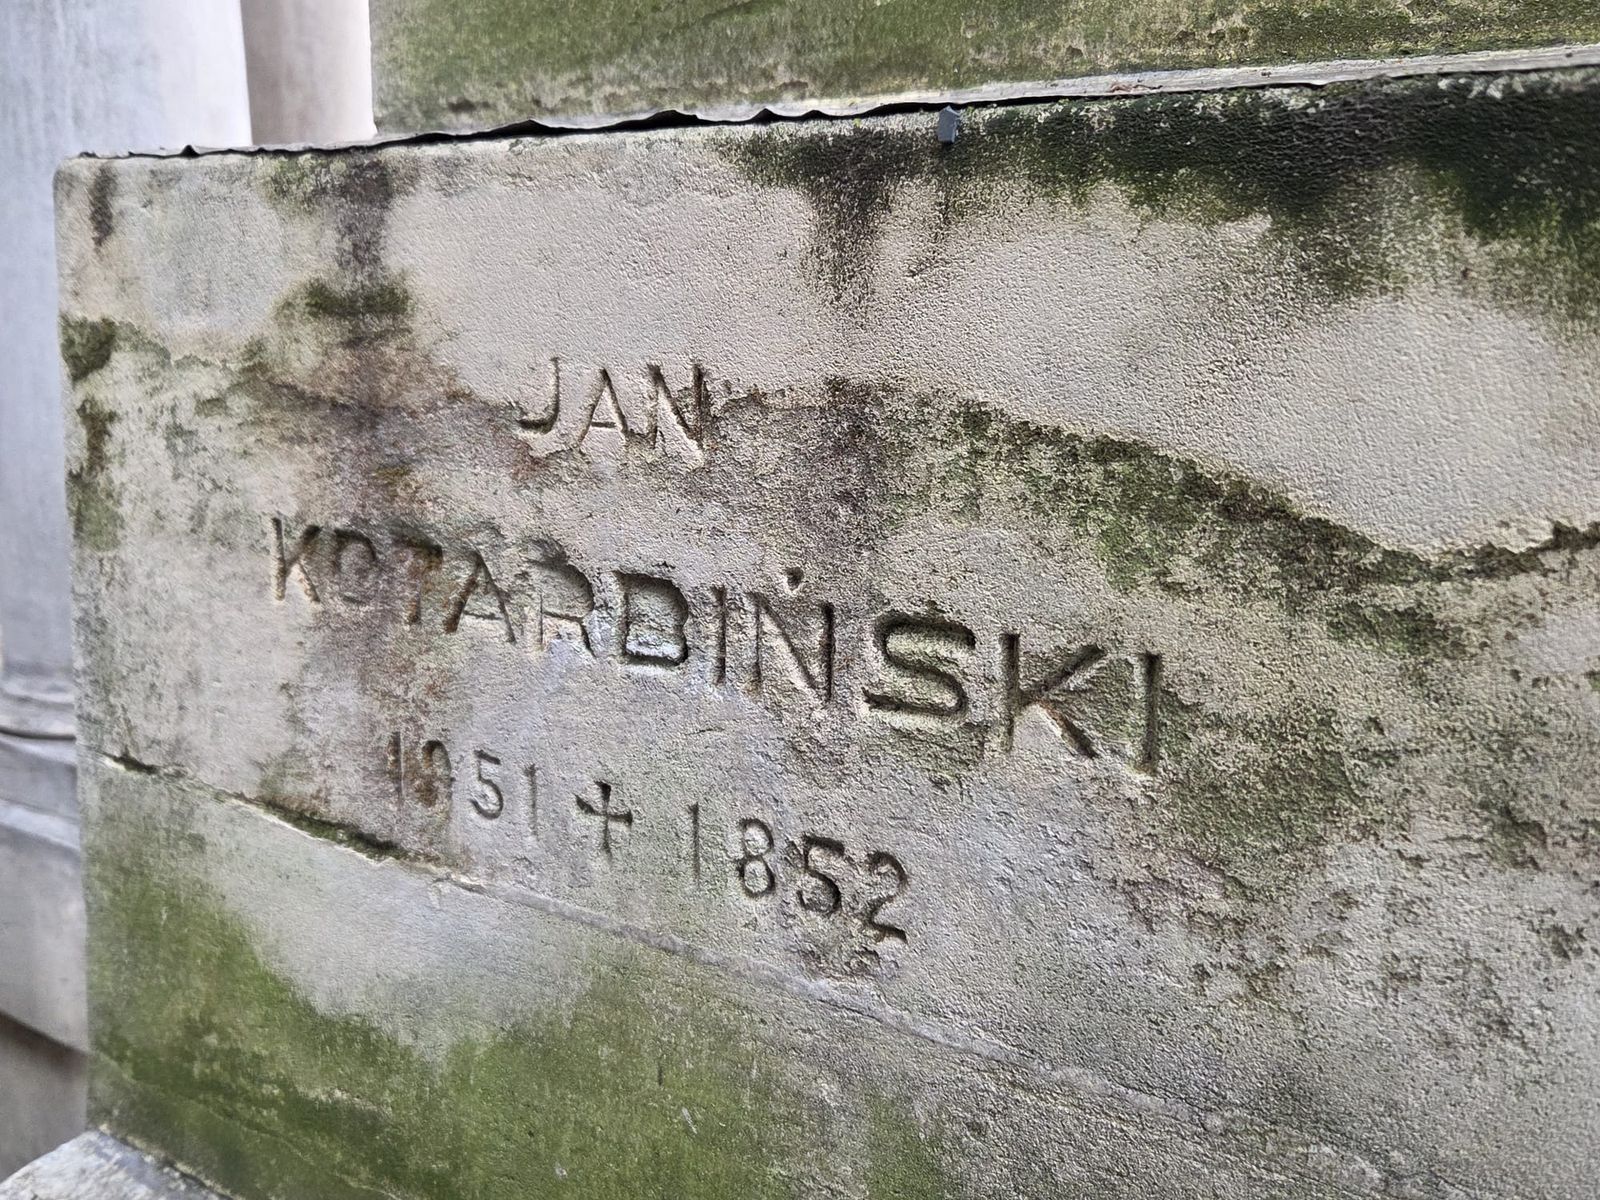 JAN
KOTARBIŃSKI
1951 + 1852